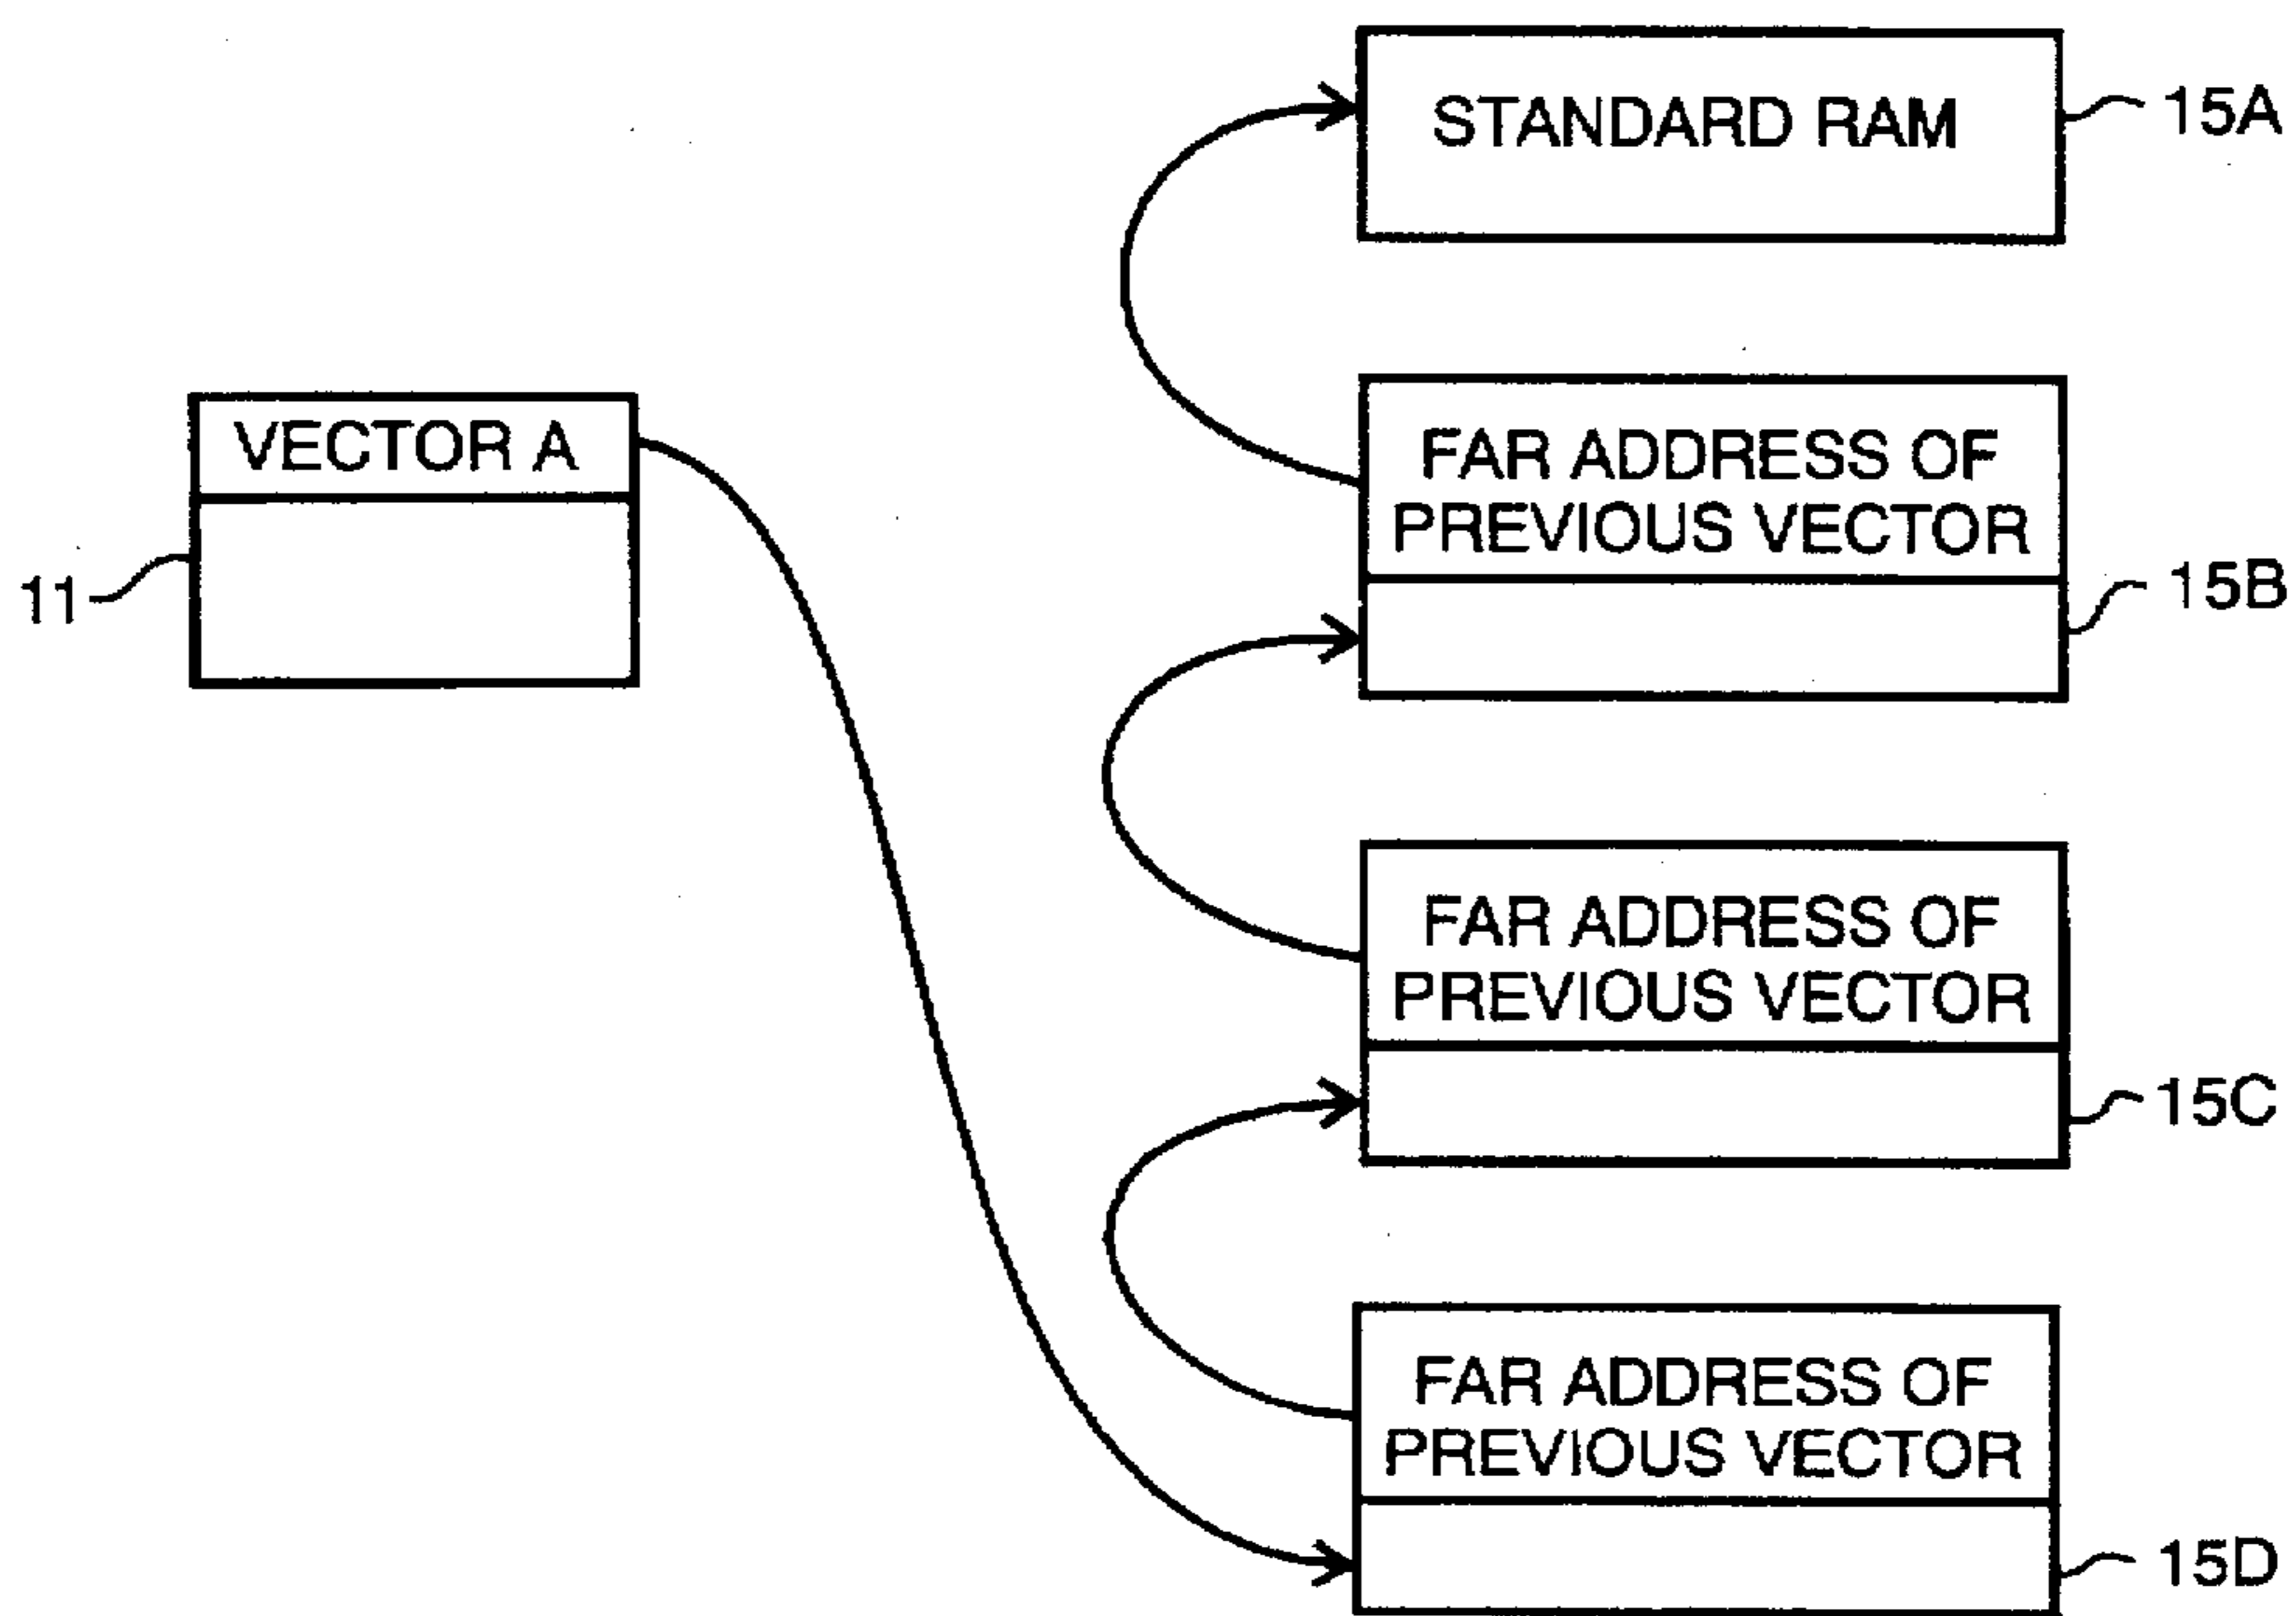 STANDARD RAM
15A
VECTOR A
11
FAR ADDRESS OF
PREVIOUS VECTOR
15B
FAR ADDRESS OF
PREVIOUS VECTOR
15C
FAR ADDRESS OF
PREVIOUS VECTOR
15D